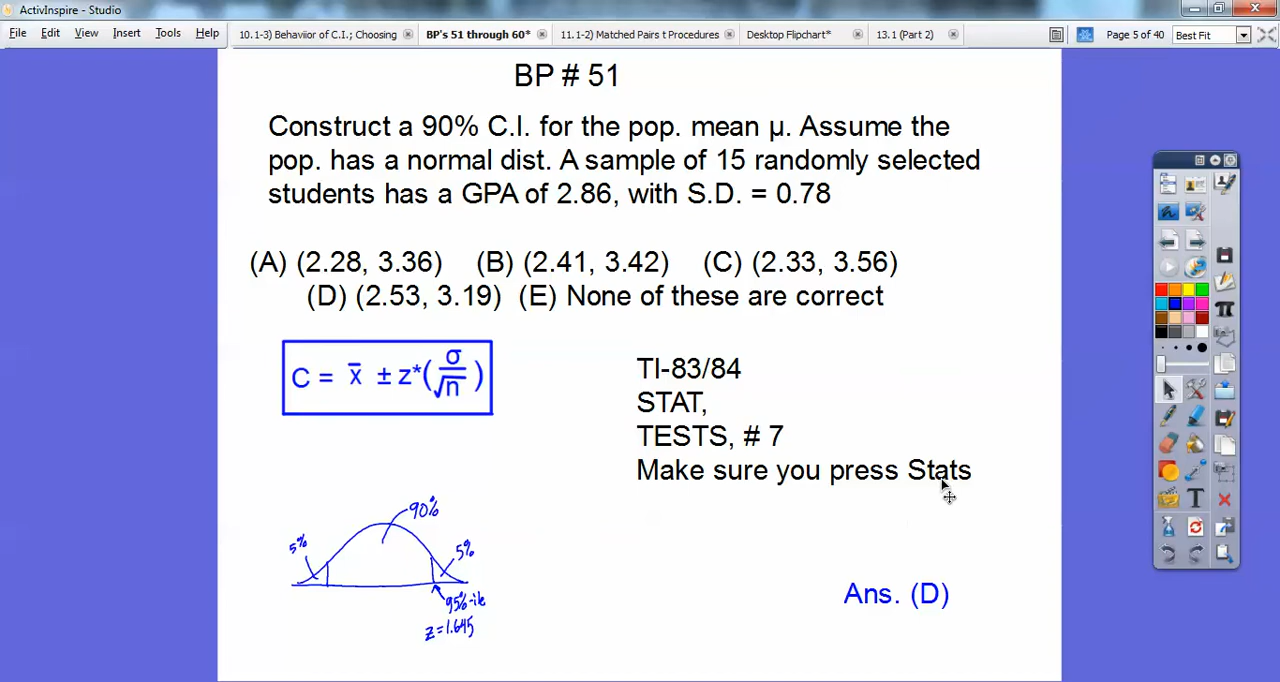 ActivInspire - Studio
File Edit View Insert Tools Help
10.1-3) Behaviior of C.I.; Choosing
BP's 51 through 60*
11.1-2) Matched Pairs t Procedures
Desktop Flipchart*
13.1 (Part 2)
Page 5 of 40
Best Fit
BP # 51
Construct a 90% C.I. for the pop. mean µ. Assume the
pop. has a normal dist. A sample of 15 randomly selected
students has a GPA of 2.86, with S.D. = 0.78
(A) (2.28, 3.36) (B) (2.41, 3.42) (C) (2.33, 3.56)
(D) (2.53, 3.19) (E) None of these are correct
C = x̄ ± z*(σ/√n)
TI-83/84
STAT,
TESTS, # 7
Make sure you press Stats
90%
5%
5%
95%-ile
z=1.645
Ans. (D)